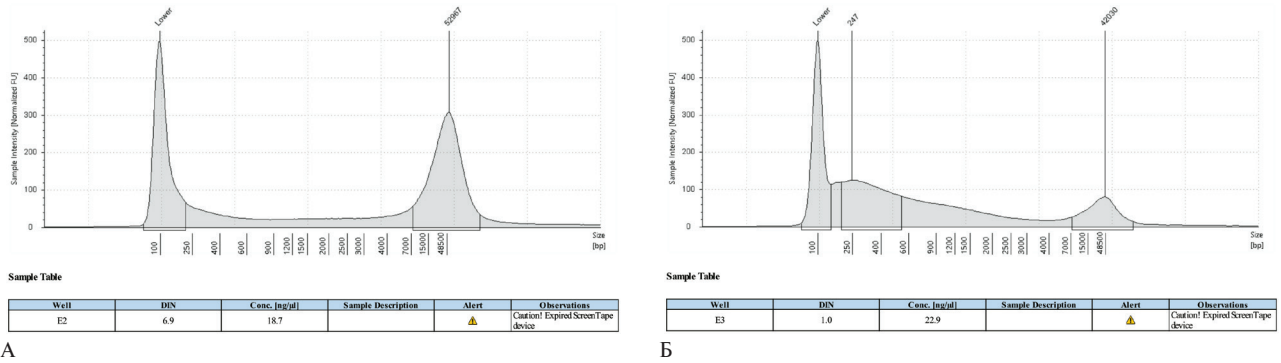 Lower
52967
Sample Intensity [Normalized FU]
500
400
300
200
100
0
100
250
400
600
900
1200
1500
2000
2500
3000
4000
7000
15000
48500
Size
[bp]
Sample Table
Well DIN Conc. [ng/µl] Sample Description Alert Observations
E2 6.9 18.7 Caution! Expired ScreenTape
device
А
Lower
247
42030
Sample Intensity [Normalized FU]
500
400
300
200
100
0
100
250
400
600
900
1200
1500
2000
2500
3000
4000
7000
15000
48500
Size
[bp]
Sample Table
Well DIN Conc. [ng/µl] Sample Description Alert Observations
E3 1.0 22.9 Caution! Expired ScreenTape
device
Б